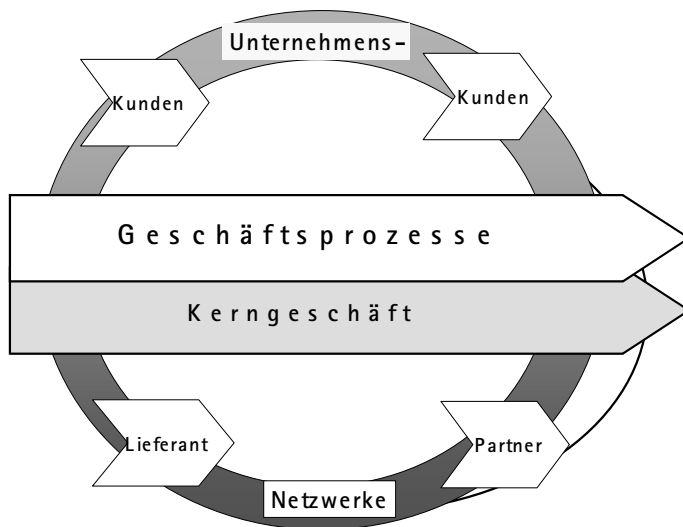 Unternehmens-
Kunden
Kunden
Geschäftsprozesse
Kerngeschäft
Lieferant
Partner
Netzwerke